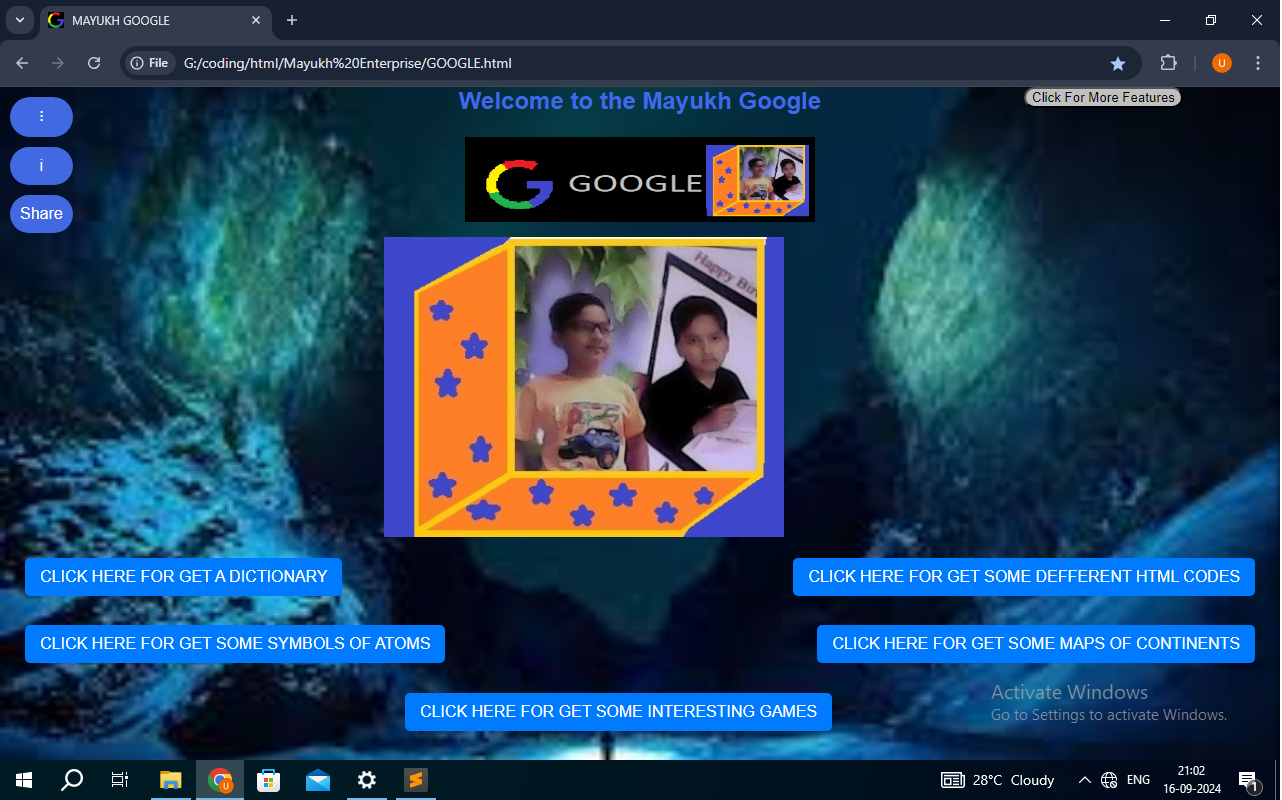 MAYUKH GOOGLE
File
G:/coding/html/Mayukh%20Enterprise/GOOGLE.html
U
Welcome to the Mayukh Google
Click For More Features
i
Share
GOOGLE
Happy Bir
CLICK HERE FOR GET A DICTIONARY
CLICK HERE FOR GET SOME DEFFERENT HTML CODES
CLICK HERE FOR GET SOME SYMBOLS OF ATOMS
CLICK HERE FOR GET SOME MAPS OF CONTINENTS
CLICK HERE FOR GET SOME INTERESTING GAMES
Activate Windows
Go to Settings to activate Windows.
U
28°C Cloudy
ENG
21:02
16-09-2024
1